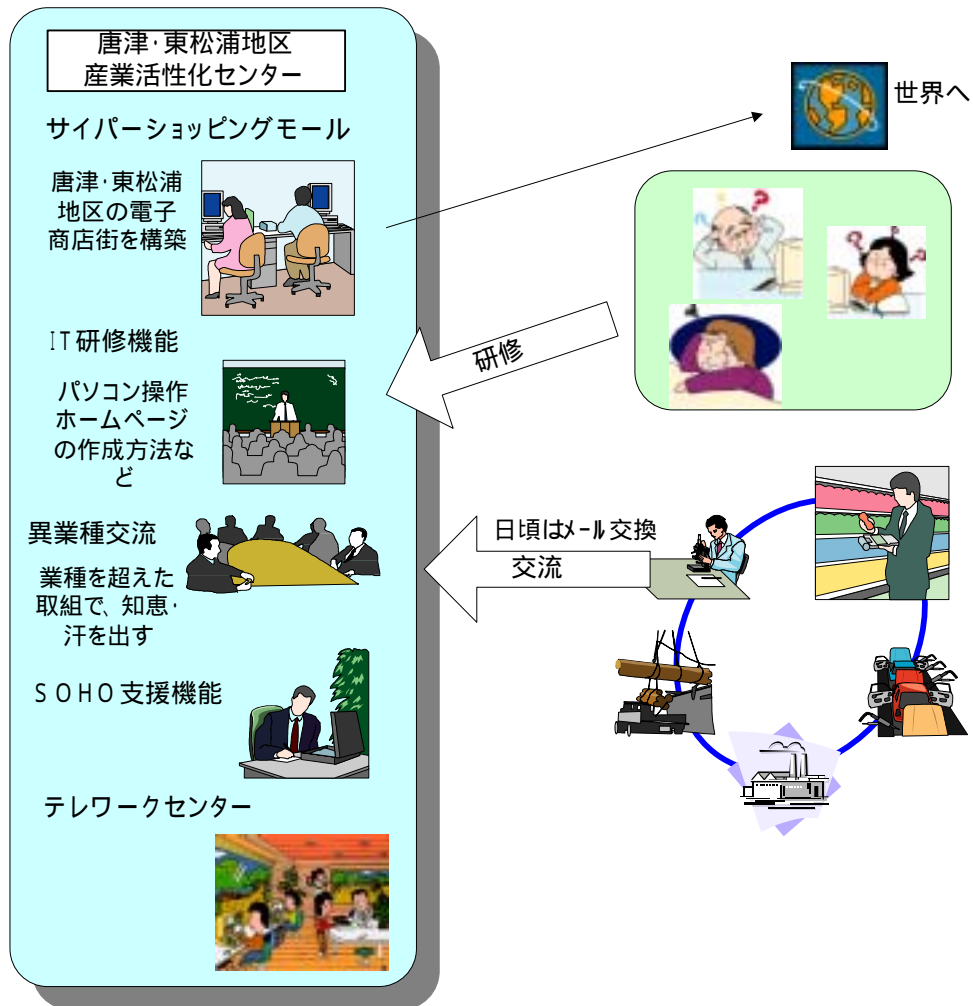 唐津･東松浦地区
産業活性化センター
サイバーショッピングモール
唐津･東松浦
地区の電子
商店街を構築
IT研修機能
パソコン操作
ホームページ
の作成方法な
ど
異業種交流
業種を超えた
取組で、知恵･
汗を出す
ＳＯＨＯ支援機能
テレワークセンター
世界へ
研修
日頃はメール交換
交流